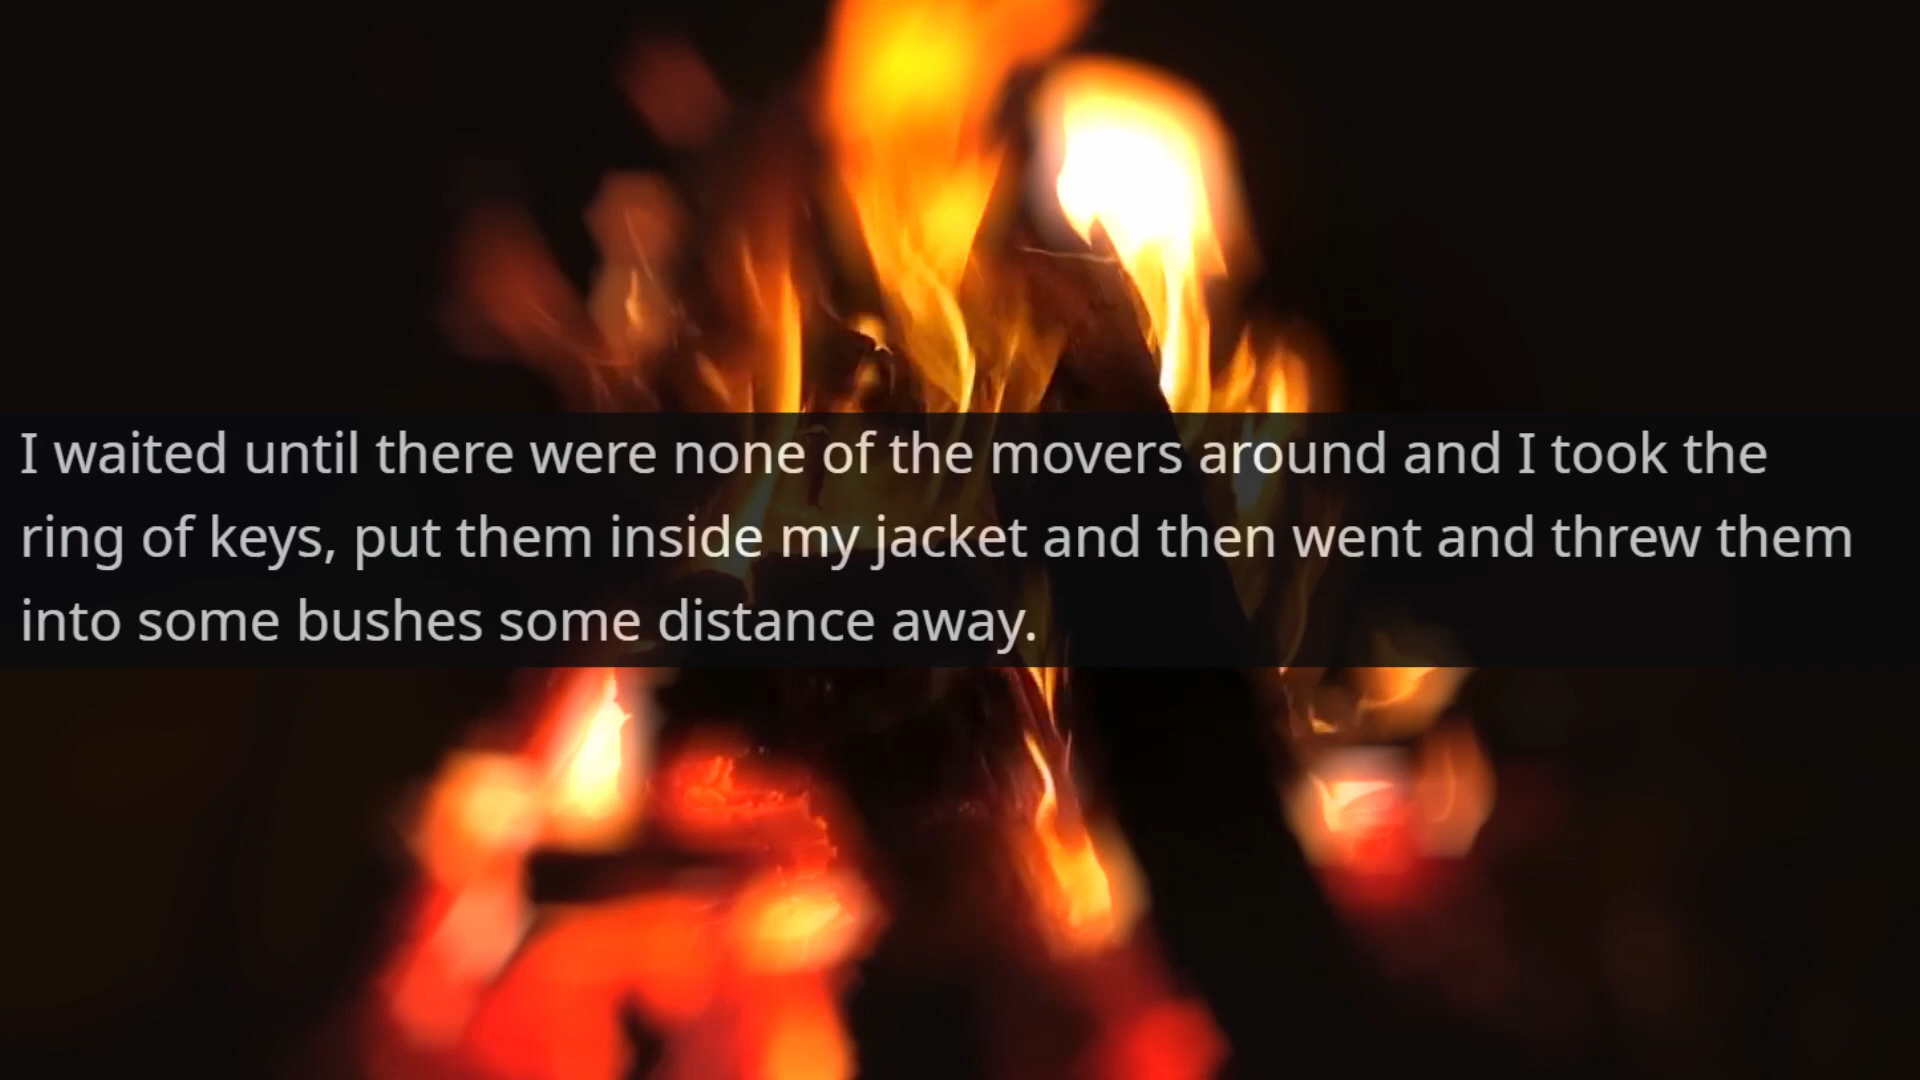 I waited until there were none of the movers around and I took the
ring of keys, put them inside my jacket and then went and threw them
into some bushes some distance away.